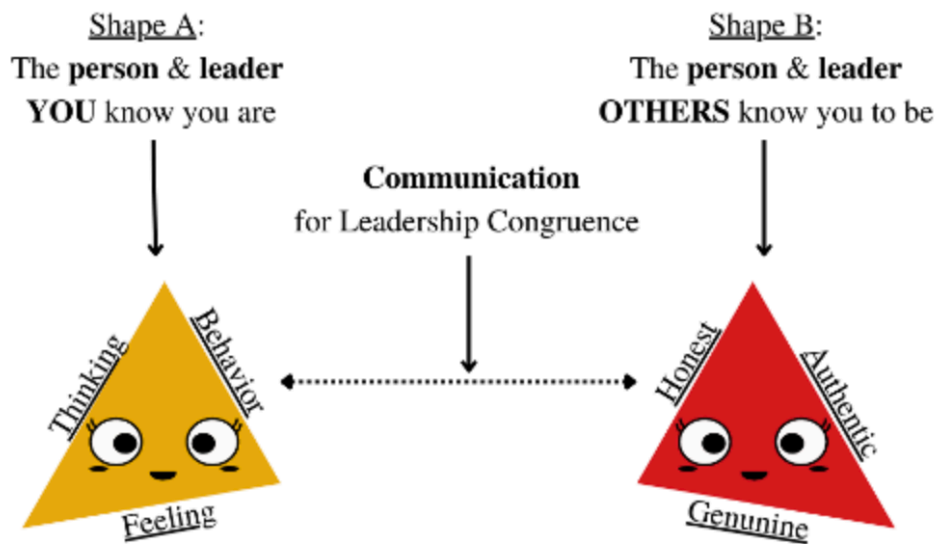 Shape A:
The person & leader
YOU know you are
Shape B:
The person & leader
OTHERS know you to be
Communication
for Leadership Congruence
Thinking
Behavior
Feeling
Honest
Authentic
Genunine